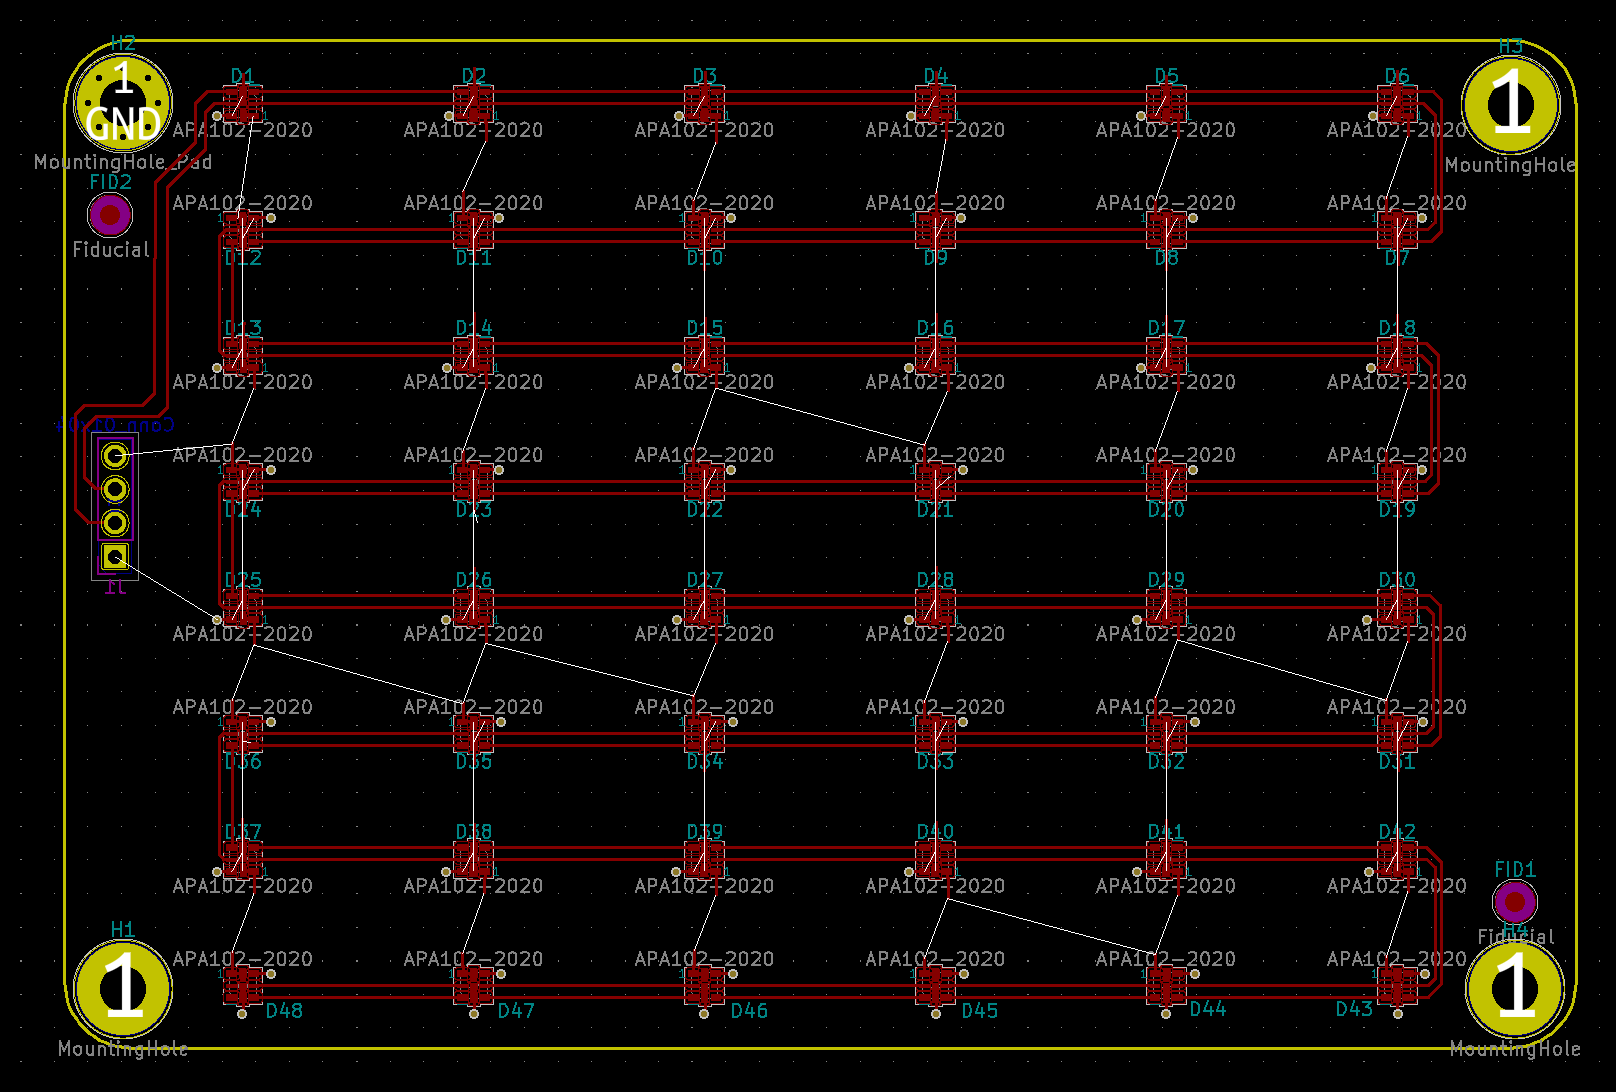 H2 H3
D1 D2 D3 D4 D5 D6
1 1
GND
APA102-2020 APA102-2020 APA102-2020 APA102-2020 APA102-2020 APA102-2020
MountingHole_Pad MountingHole
FID2
APA102-2020 APA102-2020 APA102-2020 APA102-2020 APA102-2020 APA102-2020
Fiducial
D12 D11 D10 D9 D8 D7
D13 D14 D15 D16 D17 D18
APA102-2020 APA102-2020 APA102-2020 APA102-2020 APA102-2020 APA102-2020
Conn_01x04
APA102-2020 APA102-2020 APA102-2020 APA102-2020 APA102-2020 APA102-2020
D24 D23 D22 D21 D20 D19
D25 D26 D27 D28 D29 D30
J1
APA102-2020 APA102-2020 APA102-2020 APA102-2020 APA102-2020 APA102-2020
APA102-2020 APA102-2020 APA102-2020 APA102-2020 APA102-2020 APA102-2020
D36 D35 D34 D33 D32 D31
D37 D38 D39 D40 D41 D42
FID1
APA102-2020 APA102-2020 APA102-2020 APA102-2020 APA102-2020 APA102-2020
H1 Fiducial
H4
APA102-2020 APA102-2020 APA102-2020 APA102-2020 APA102-2020 APA102-2020
1 1
D48 D47 D46 D45 D44 D43
MountingHole MountingHole